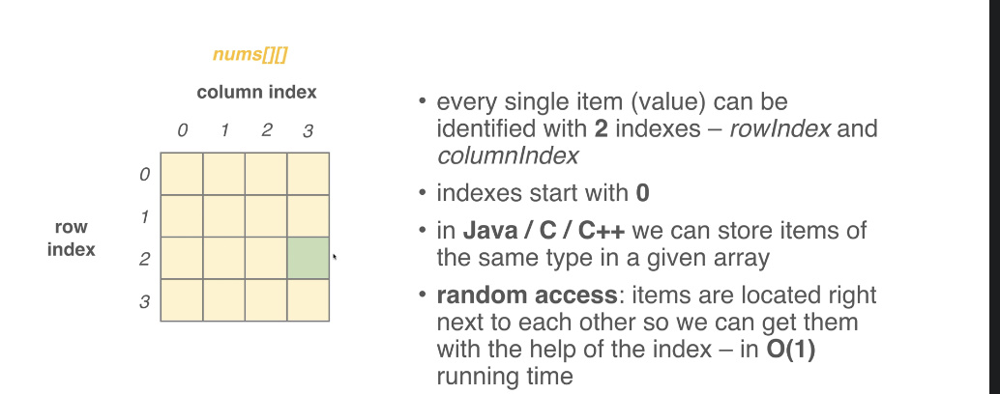 nums[][]
column index
0 1 2 3
0
1
row
index
2
3
• every single item (value) can be
identified with 2 indexes – rowIndex and
columnIndex
• indexes start with 0
• in Java / C / C++ we can store items of
the same type in a given array
• random access: items are located right
next to each other so we can get them
with the help of the index – in O(1)
running time